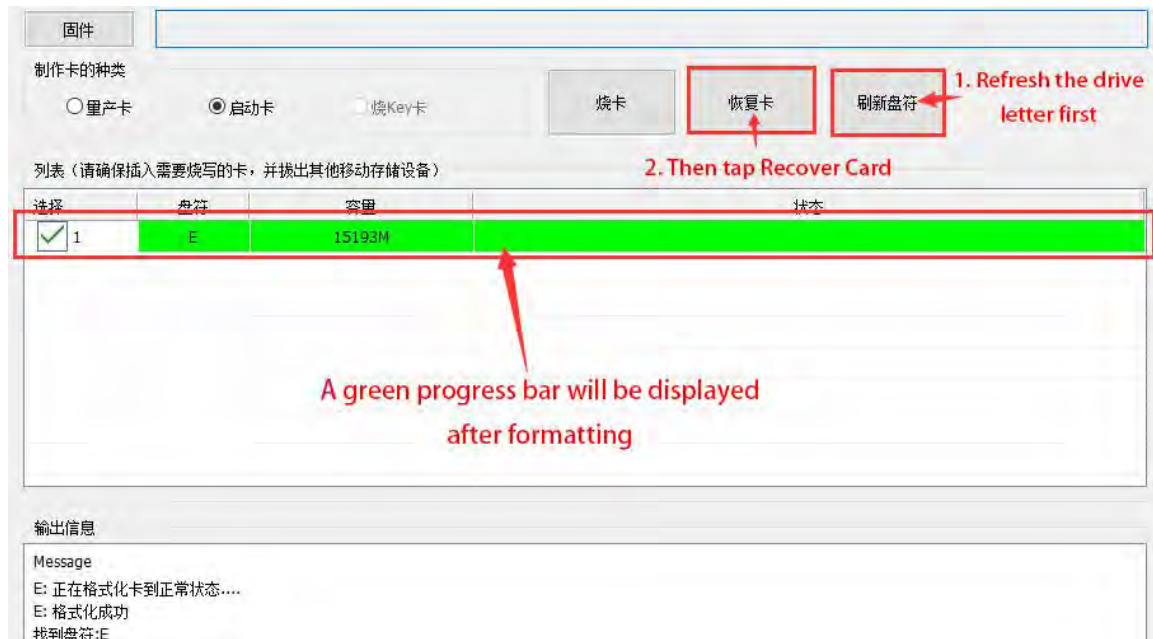 固件
制作卡的种类
量产卡 启动卡 烧Key卡 烧卡 恢复卡 刷新盘符
1. Refresh the drive
letter first
2. Then tap Recover Card
列表（请确保插入需要烧写的卡，并拔出其他移动存储设备）
选择 盘符 容量 状态
1 E 15193M
A green progress bar will be displayed
after formatting
输出信息
Message
E: 正在格式化卡到正常状态....
E: 格式化成功
找到盘符:E